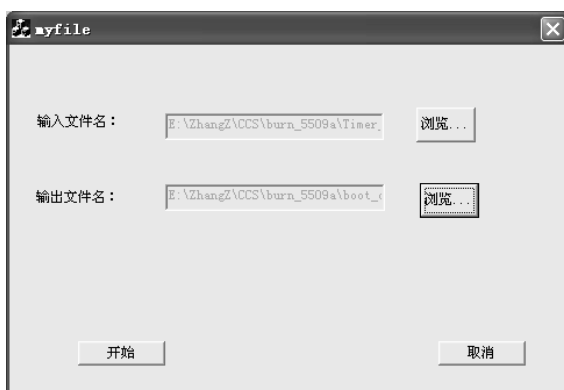 myfile
输入文件名： E:\ZhangZ\CCS\burn_5509a\Timer_ 浏览...
输出文件名： E:\ZhangZ\CCS\burn_5509a\boot_ 浏览...
开始 取消